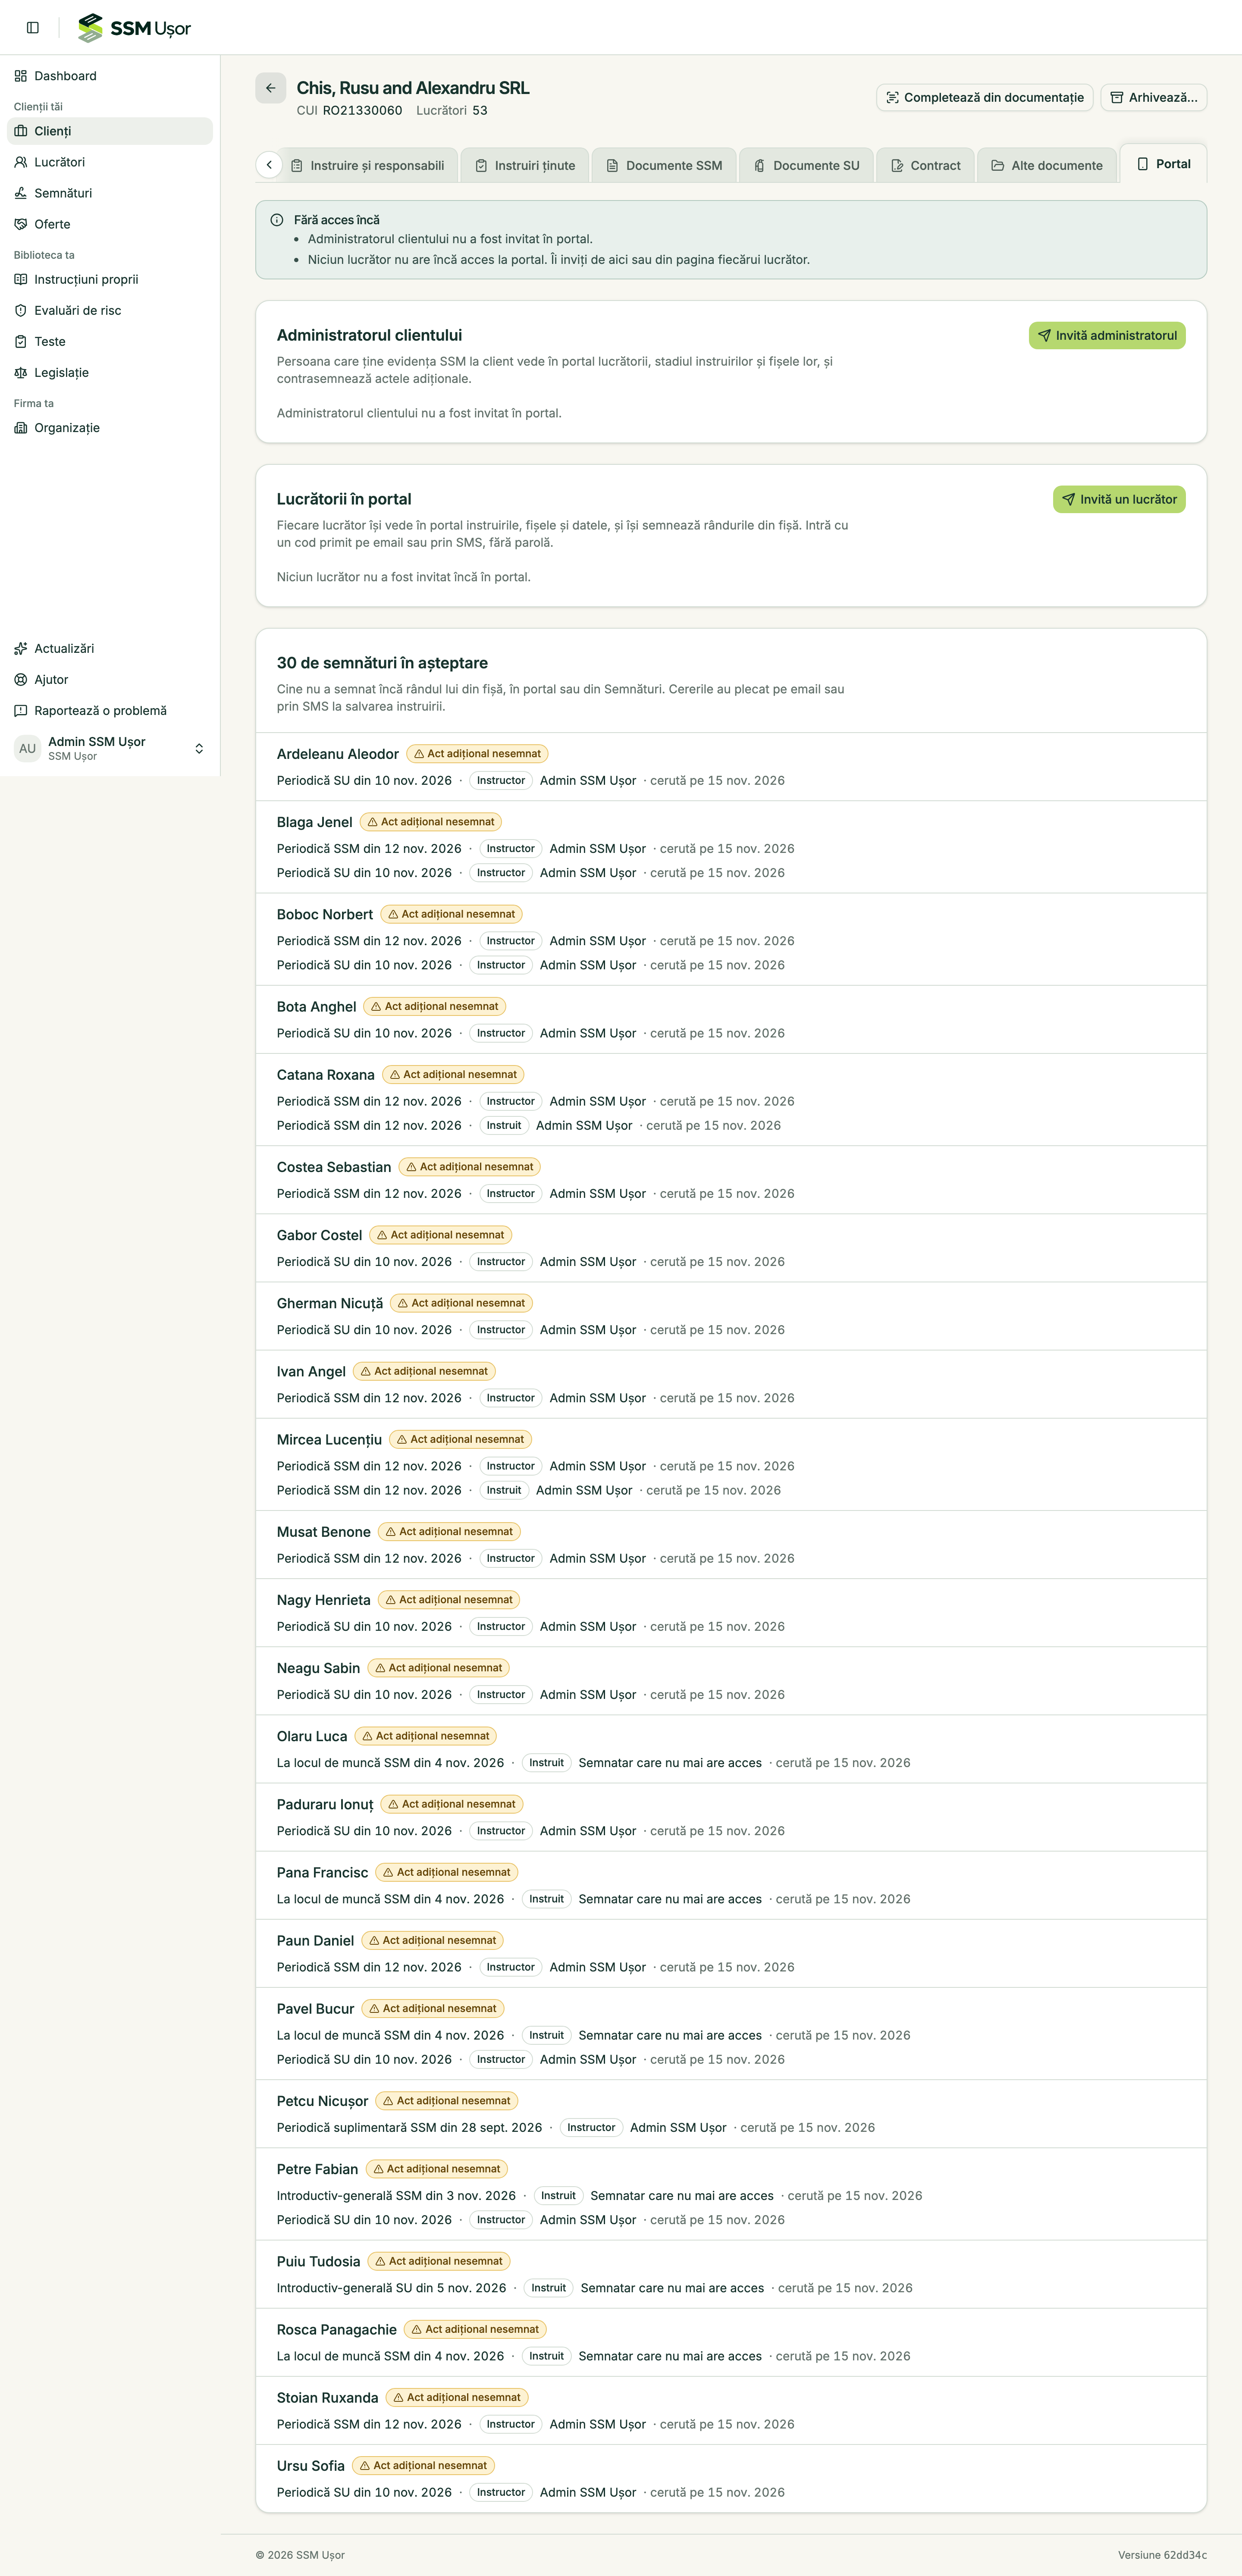 SSM Ușor
Dashboard
Clienții tăi
Clienți
Lucrători
Semnături
Oferte
Biblioteca ta
Instrucțiuni proprii
Evaluări de risc
Teste
Legislație
Firma ta
Organizație
Actualizări
Ajutor
Raportează o problemă
AU
Admin SSM Ușor
SSM Ușor
Chis, Rusu and Alexandru SRL
CUI RO21330060 Lucrători 53
Completează din documentație
Arhivează...
Instruire și responsabili
Instruiri ținute
Documente SSM
Documente SU
Contract
Alte documente
Portal
Fără acces încă
• Administratorul clientului nu a fost invitat în portal.
• Niciun lucrător nu are încă acces la portal. Îi inviți de aici sau din pagina fiecărui lucrător.
Administratorul clientului
Invită administratorul
Persoana care ține evidența SSM la client vede în portal lucrătorii, stadiul instruirilor și fișele lor, și
contrasemnează actele adiționale.
Administratorul clientului nu a fost invitat în portal.
Lucrătorii în portal
Invită un lucrător
Fiecare lucrător își vede în portal instruirile, fișele și datele, și își semnează rândurile din fișă. Intră cu
un cod primit pe email sau prin SMS, fără parolă.
Niciun lucrător nu a fost invitat încă în portal.
30 de semnături în așteptare
Cine nu a semnat încă rândul lui din fișă, în portal sau din Semnături. Cererile au plecat pe email sau
prin SMS la salvarea instruirii.
Ardeleanu Aleodor Act adițional nesemnat
Periodică SU din 10 nov. 2026 · Instructor Admin SSM Ușor · cerută pe 15 nov. 2026
Blaga Jenel Act adițional nesemnat
Periodică SSM din 12 nov. 2026 · Instructor Admin SSM Ușor · cerută pe 15 nov. 2026
Periodică SU din 10 nov. 2026 · Instructor Admin SSM Ușor · cerută pe 15 nov. 2026
Boboc Norbert Act adițional nesemnat
Periodică SSM din 12 nov. 2026 · Instructor Admin SSM Ușor · cerută pe 15 nov. 2026
Periodică SU din 10 nov. 2026 · Instructor Admin SSM Ușor · cerută pe 15 nov. 2026
Bota Anghel Act adițional nesemnat
Periodică SU din 10 nov. 2026 · Instructor Admin SSM Ușor · cerută pe 15 nov. 2026
Catana Roxana Act adițional nesemnat
Periodică SSM din 12 nov. 2026 · Instructor Admin SSM Ușor · cerută pe 15 nov. 2026
Periodică SSM din 12 nov. 2026 · Instruit Admin SSM Ușor · cerută pe 15 nov. 2026
Costea Sebastian Act adițional nesemnat
Periodică SSM din 12 nov. 2026 · Instructor Admin SSM Ușor · cerută pe 15 nov. 2026
Gabor Costel Act adițional nesemnat
Periodică SU din 10 nov. 2026 · Instructor Admin SSM Ușor · cerută pe 15 nov. 2026
Gherman Nicuță Act adițional nesemnat
Periodică SU din 10 nov. 2026 · Instructor Admin SSM Ușor · cerută pe 15 nov. 2026
Ivan Angel Act adițional nesemnat
Periodică SSM din 12 nov. 2026 · Instructor Admin SSM Ușor · cerută pe 15 nov. 2026
Mircea Lucențiu Act adițional nesemnat
Periodică SSM din 12 nov. 2026 · Instructor Admin SSM Ușor · cerută pe 15 nov. 2026
Periodică SSM din 12 nov. 2026 · Instruit Admin SSM Ușor · cerută pe 15 nov. 2026
Musat Benone Act adițional nesemnat
Periodică SSM din 12 nov. 2026 · Instructor Admin SSM Ușor · cerută pe 15 nov. 2026
Nagy Henrieta Act adițional nesemnat
Periodică SU din 10 nov. 2026 · Instructor Admin SSM Ușor · cerută pe 15 nov. 2026
Neagu Sabin Act adițional nesemnat
Periodică SU din 10 nov. 2026 · Instructor Admin SSM Ușor · cerută pe 15 nov. 2026
Olaru Luca Act adițional nesemnat
La locul de muncă SSM din 4 nov. 2026 · Instruit Semnatar care nu mai are acces · cerută pe 15 nov. 2026
Paduraru Ionuț Act adițional nesemnat
Periodică SU din 10 nov. 2026 · Instructor Admin SSM Ușor · cerută pe 15 nov. 2026
Pana Francisc Act adițional nesemnat
La locul de muncă SSM din 4 nov. 2026 · Instruit Semnatar care nu mai are acces · cerută pe 15 nov. 2026
Paun Daniel Act adițional nesemnat
Periodică SSM din 12 nov. 2026 · Instructor Admin SSM Ușor · cerută pe 15 nov. 2026
Pavel Bucur Act adițional nesemnat
La locul de muncă SSM din 4 nov. 2026 · Instruit Semnatar care nu mai are acces · cerută pe 15 nov. 2026
Periodică SU din 10 nov. 2026 · Instructor Admin SSM Ușor · cerută pe 15 nov. 2026
Petcu Nicușor Act adițional nesemnat
Periodică suplimentară SSM din 28 sept. 2026 · Instructor Admin SSM Ușor · cerută pe 15 nov. 2026
Petre Fabian Act adițional nesemnat
Introductiv-generală SSM din 3 nov. 2026 · Instruit Semnatar care nu mai are acces · cerută pe 15 nov. 2026
Periodică SU din 10 nov. 2026 · Instructor Admin SSM Ușor · cerută pe 15 nov. 2026
Puiu Tudosia Act adițional nesemnat
Introductiv-generală SU din 5 nov. 2026 · Instruit Semnatar care nu mai are acces · cerută pe 15 nov. 2026
Rosca Panagachie Act adițional nesemnat
La locul de muncă SSM din 4 nov. 2026 · Instruit Semnatar care nu mai are acces · cerută pe 15 nov. 2026
Stoian Ruxanda Act adițional nesemnat
Periodică SSM din 12 nov. 2026 · Instructor Admin SSM Ușor · cerută pe 15 nov. 2026
Ursu Sofia Act adițional nesemnat
Periodică SU din 10 nov. 2026 · Instructor Admin SSM Ușor · cerută pe 15 nov. 2026
© 2026 SSM Ușor
Versiune 62dd34c